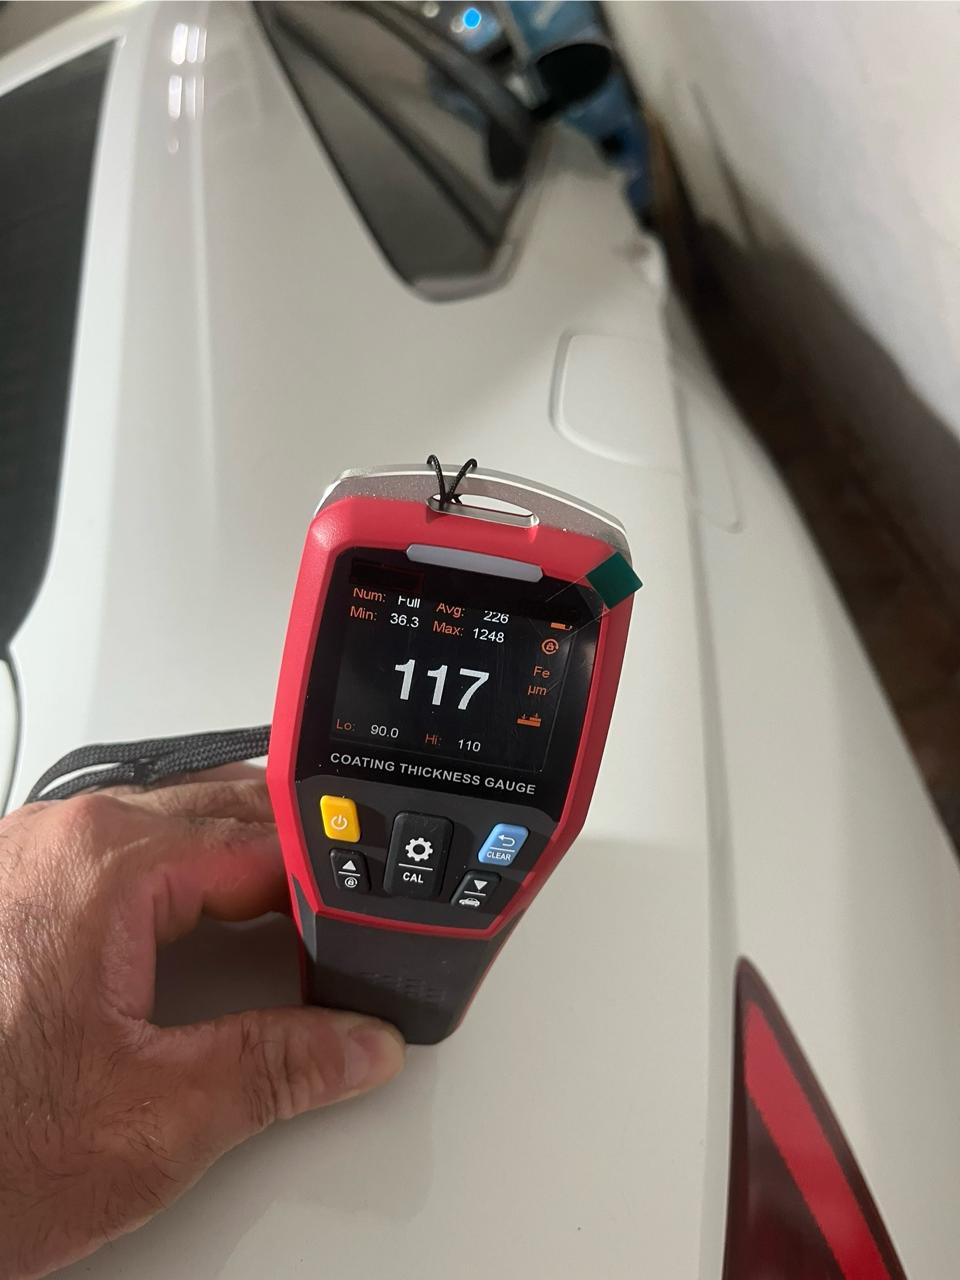 Num: Full Avg: 226
Min: 36.3 Max: 1248
117
Fe
µm
Lo: 90.0 Hi: 110
COATING THICKNESS GAUGE
CLEAR
CAL